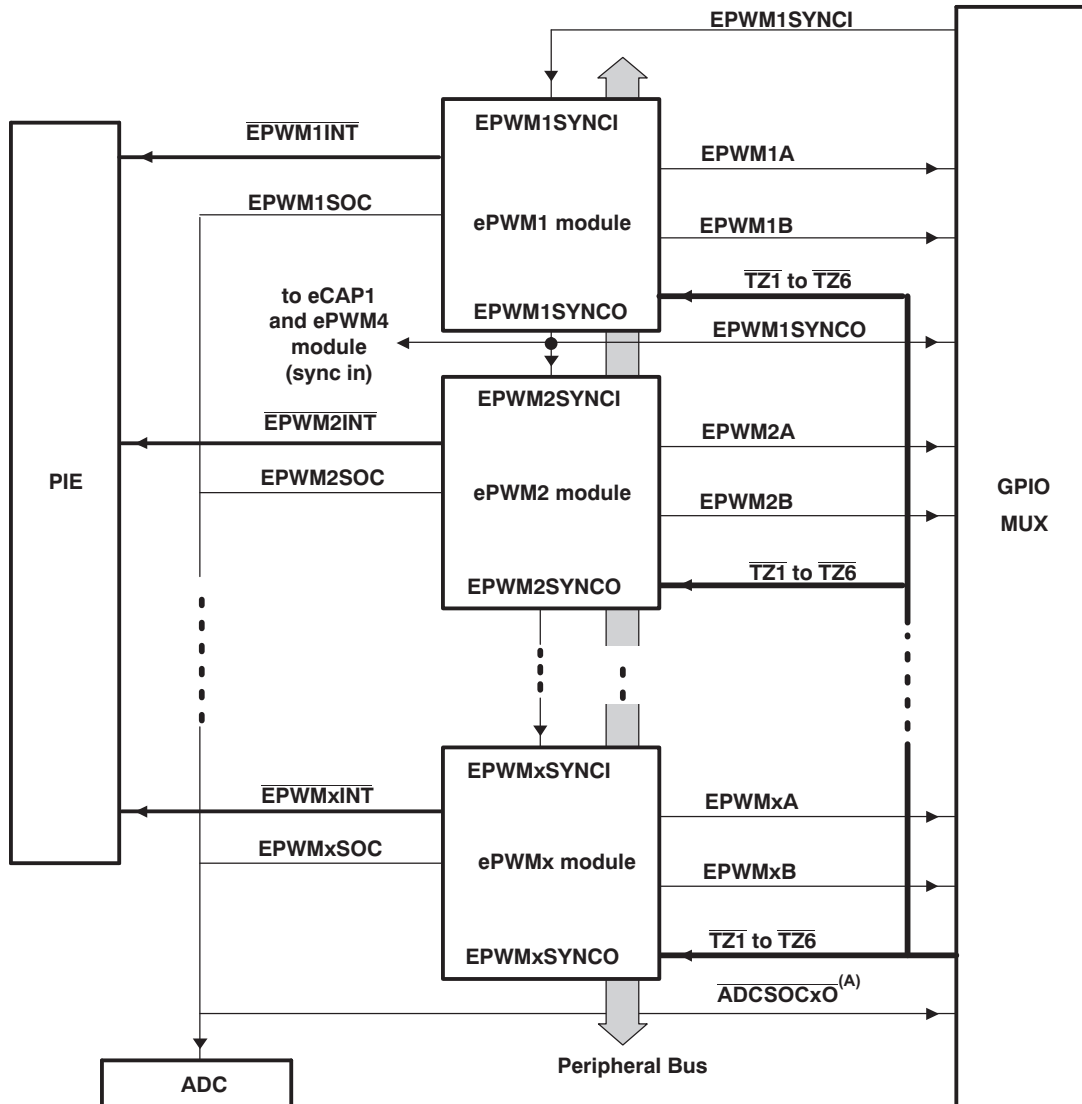 EPWM1SYNCI
EPWM1INT
EPWM1SYNCI
EPWM1A
EPWM1SOC
ePWM1 module
EPWM1B
TZ1 to TZ6
to eCAP1
and ePWM4
module
(sync in)
EPWM1SYNCO
EPWM1SYNCO
EPWM2SYNCI
EPWM2INT
EPWM2A
PIE
EPWM2SOC
ePWM2 module
EPWM2B
GPIO
MUX
TZ1 to TZ6
EPWM2SYNCO
EPWMxSYNCI
EPWMxINT
EPWMxA
EPWMxSOC
ePWMx module
EPWMxB
TZ1 to TZ6
EPWMxSYNCO
ADCSOCxO(A)
Peripheral Bus
ADC